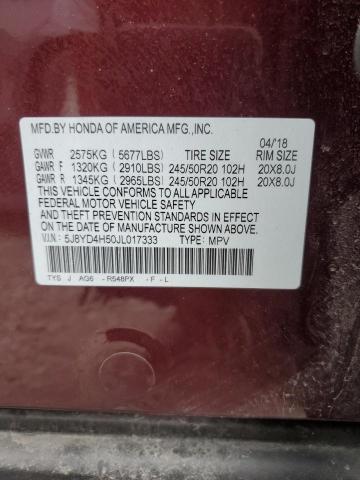 MFD.BY HONDA OF AMERICA MFG.,INC.
04/18
GVWR 2575KG (5677LBS) TIRE SIZE RIM SIZE
GAWR F 1320KG (2910LBS) 245/50R20 102H 20X8.0J
GAWR R 1345KG (2965LBS) 245/50R20 102H 20X8.0J
THIS VEHICLE CONFORMS TO ALL APPLICABLE
FEDERAL MOTOR VEHICLE SAFETY
AND THEFT PREVENTION STANDARDS IN EFFECT
ON THE DATE OF MANUFACTURE SHOWN ABOVE.
V.I.N.: 5J8YD4H50JL017333 TYPE: MPV
TYS J AG6 - R548PX - F - L